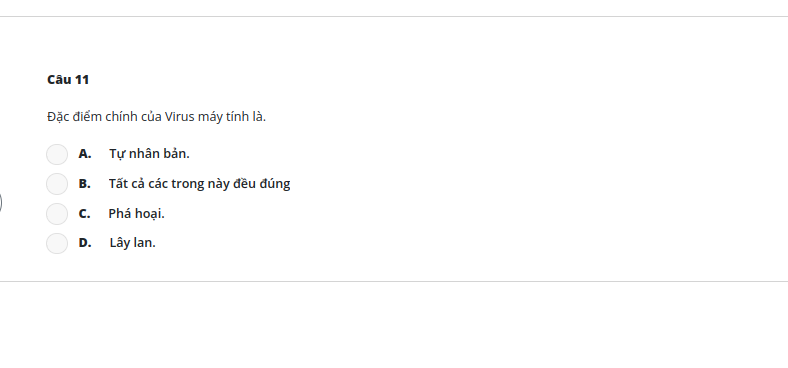 Câu 11
Đặc điểm chính của Virus máy tính là.
A. Tự nhân bản.
B. Tất cả các trong này đều đúng
C. Phá hoại.
D. Lây lan.